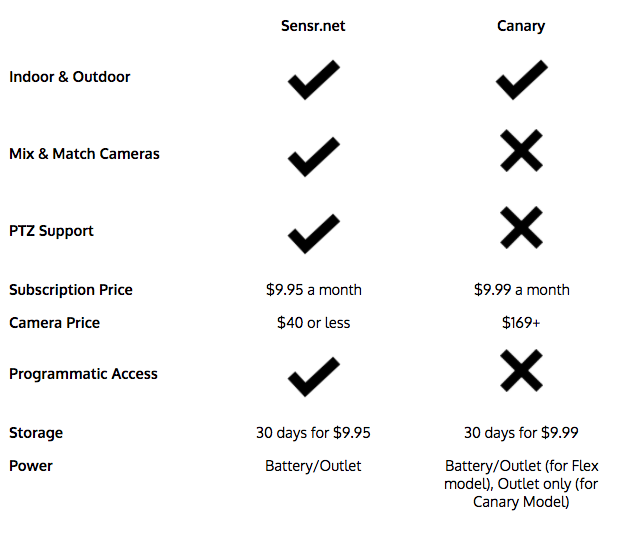 Sensr.net Canary
Indoor & Outdoor
Mix & Match Cameras
PTZ Support
Subscription Price $9.95 a month $9.99 a month
Camera Price $40 or less $169+
Programmatic Access
Storage 30 days for $9.95 30 days for $9.99
Power Battery/Outlet Battery/Outlet (for Flex
model), Outlet only (for
Canary Model)